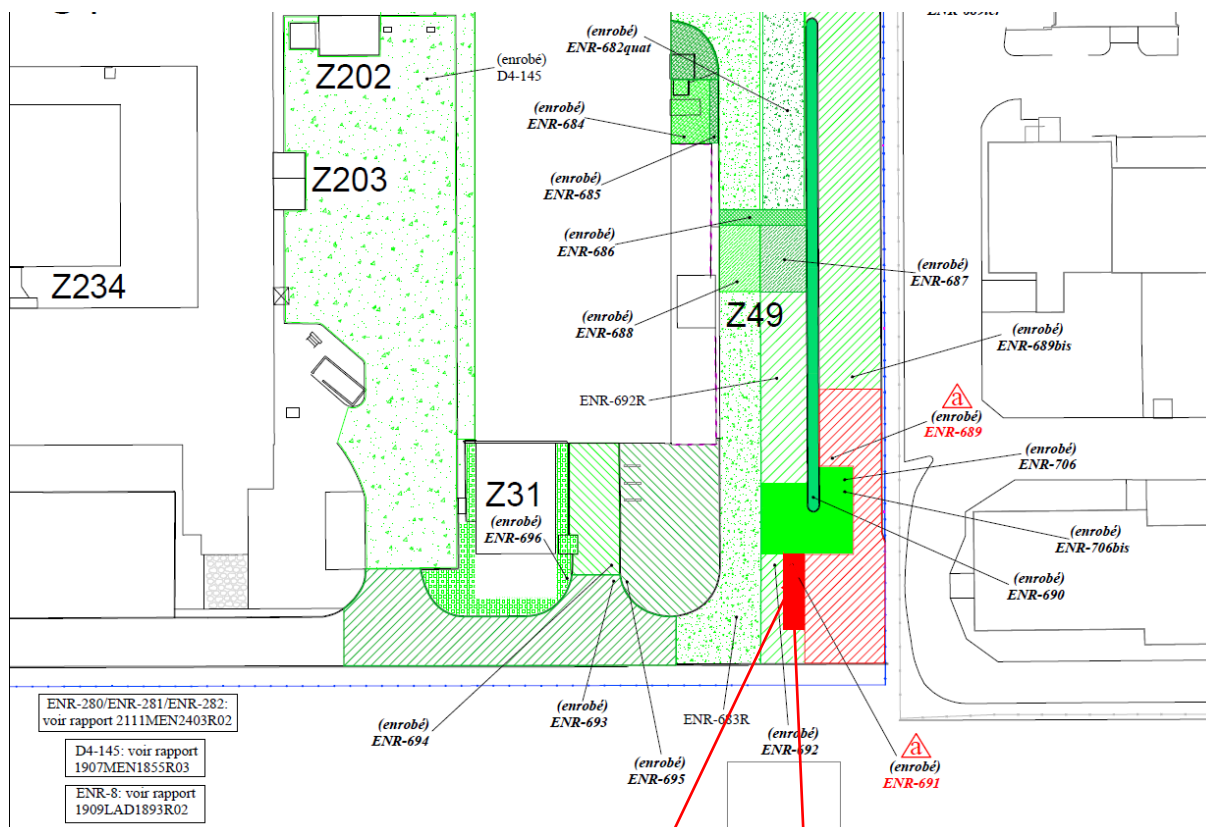 Z202
(enrobé)
D4-145
(enrobé)
ENR-682quat
(enrobé)
ENR-684
Z203
(enrobé)
ENR-685
(enrobé)
ENR-686
(enrobé)
ENR-687
Z234
(enrobé)
ENR-688
Z49
(enrobé)
ENR-689bis
ENR-692R
a
(enrobé)
ENR-689
(enrobé)
ENR-706
Z31
(enrobé)
ENR-696
(enrobé)
ENR-706bis
(enrobé)
ENR-690
ENR-280/ENR-281/ENR-282:
voir rapport 2111MEN2403R02
(enrobé)
ENR-694
(enrobé)
ENR-693
ENR-683R
(enrobé)
ENR-692
(enrobé)
ENR-695
a
(enrobé)
ENR-691
D4-145: voir rapport
1907MEN1855R03
ENR-8: voir rapport
1909LAD1893R02